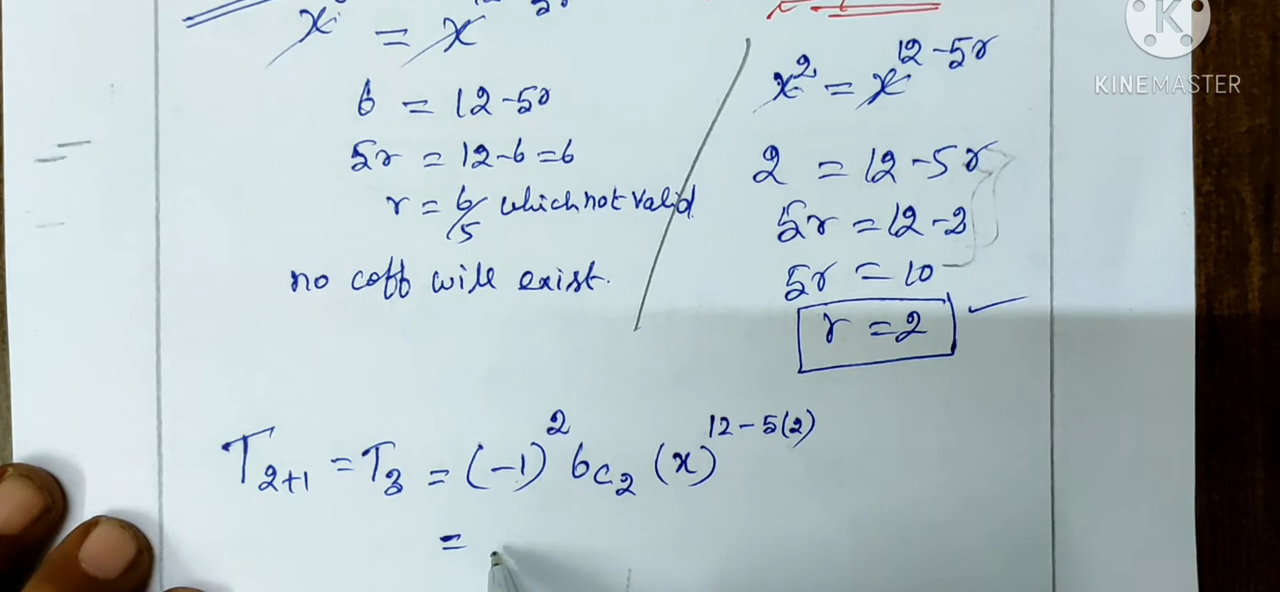 x = x
6 = 12-5r
5r = 12-6 = 6
r = 6/5 which not valid
no coff will exist.
x² = x¹²⁻⁵ʳ
2 = 12-5r
5r = 12-2
5r = 10
r = 2
T₂₊₁ = T₃ = (-1)² 6c₂ (x)¹²⁻⁵⁽²⁾
=
K
KINEMASTER